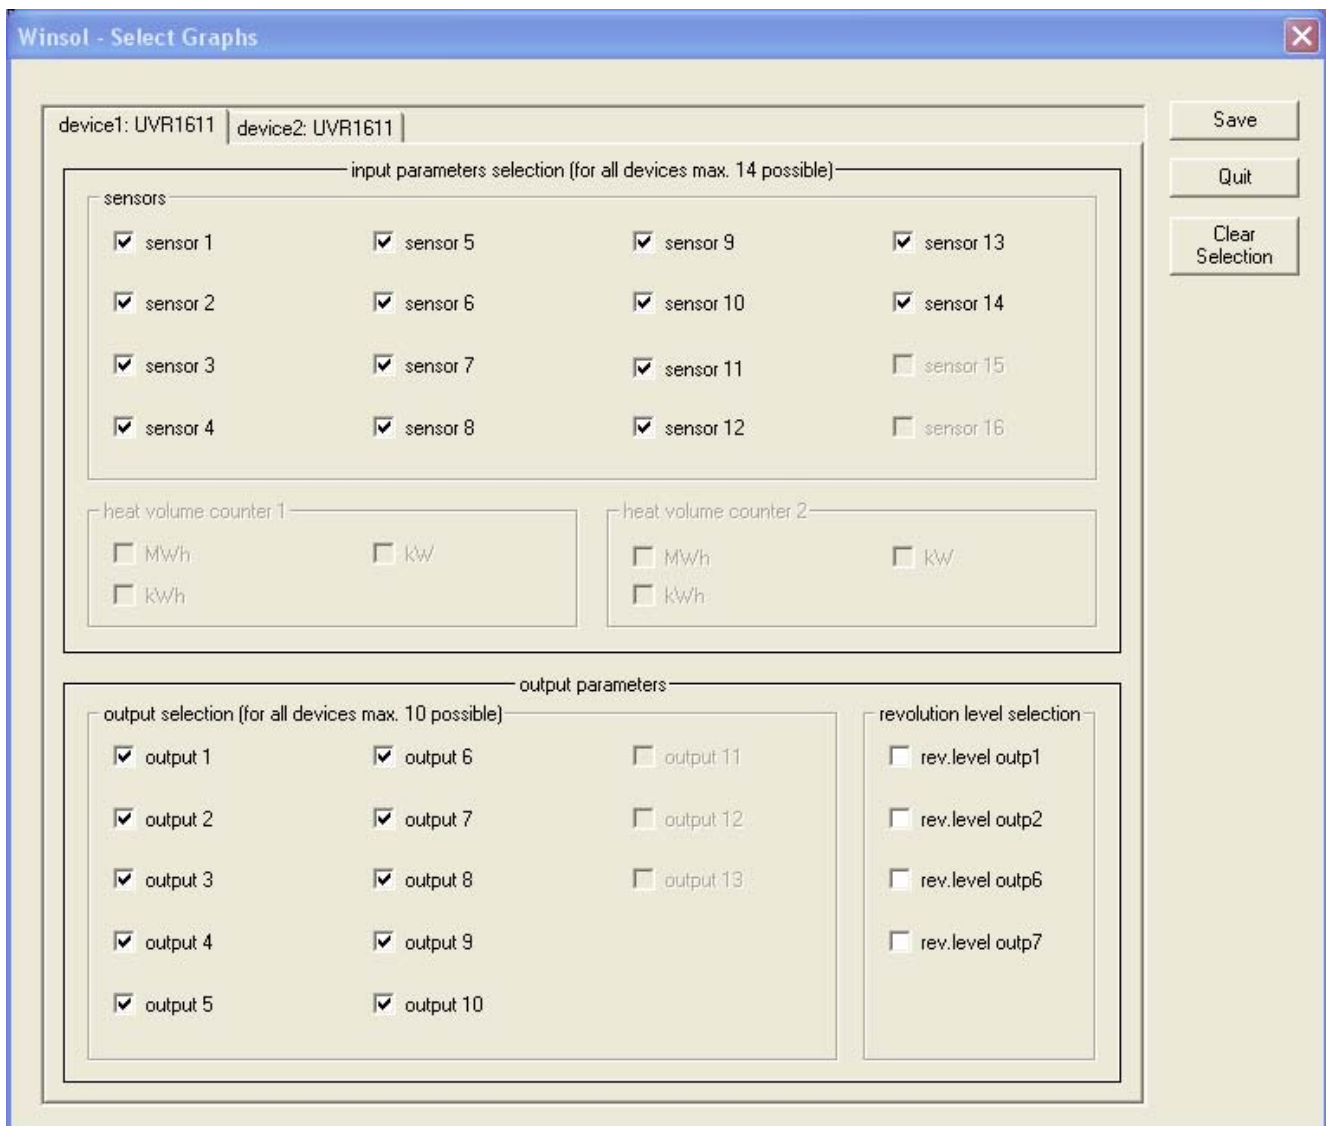 Winsol - Select Graphs
device1: UVR1611 device2: UVR1611
Save
Quit
Clear
Selection
input parameters selection (for all devices max. 14 possible)
sensors
sensor 1 sensor 5 sensor 9 sensor 13
sensor 2 sensor 6 sensor 10 sensor 14
sensor 3 sensor 7 sensor 11 sensor 15
sensor 4 sensor 8 sensor 12 sensor 16
heat volume counter 1 heat volume counter 2
MWh kW MWh kW
kWh kWh
output parameters
output selection (for all devices max. 10 possible) revolution level selection
output 1 output 6 output 11 rev.level outp1
output 2 output 7 output 12 rev.level outp2
output 3 output 8 output 13 rev.level outp6
output 4 output 9 rev.level outp7
output 5 output 10